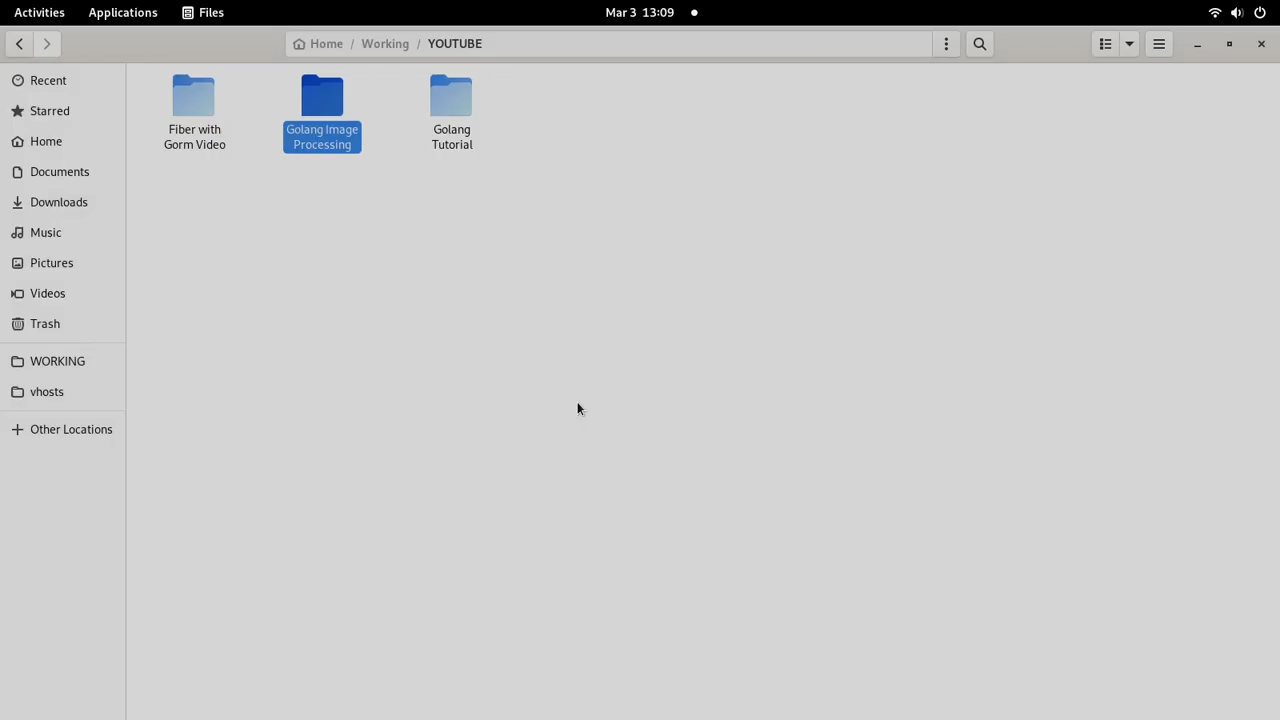 Activities Applications Files Mar 3 13:09
Home / Working / YOUTUBE
Recent
Starred
Home
Documents
Downloads
Music
Pictures
Videos
Trash
WORKING
vhosts
Other Locations
Fiber with
Gorm Video
Golang Image
Processing
Golang
Tutorial